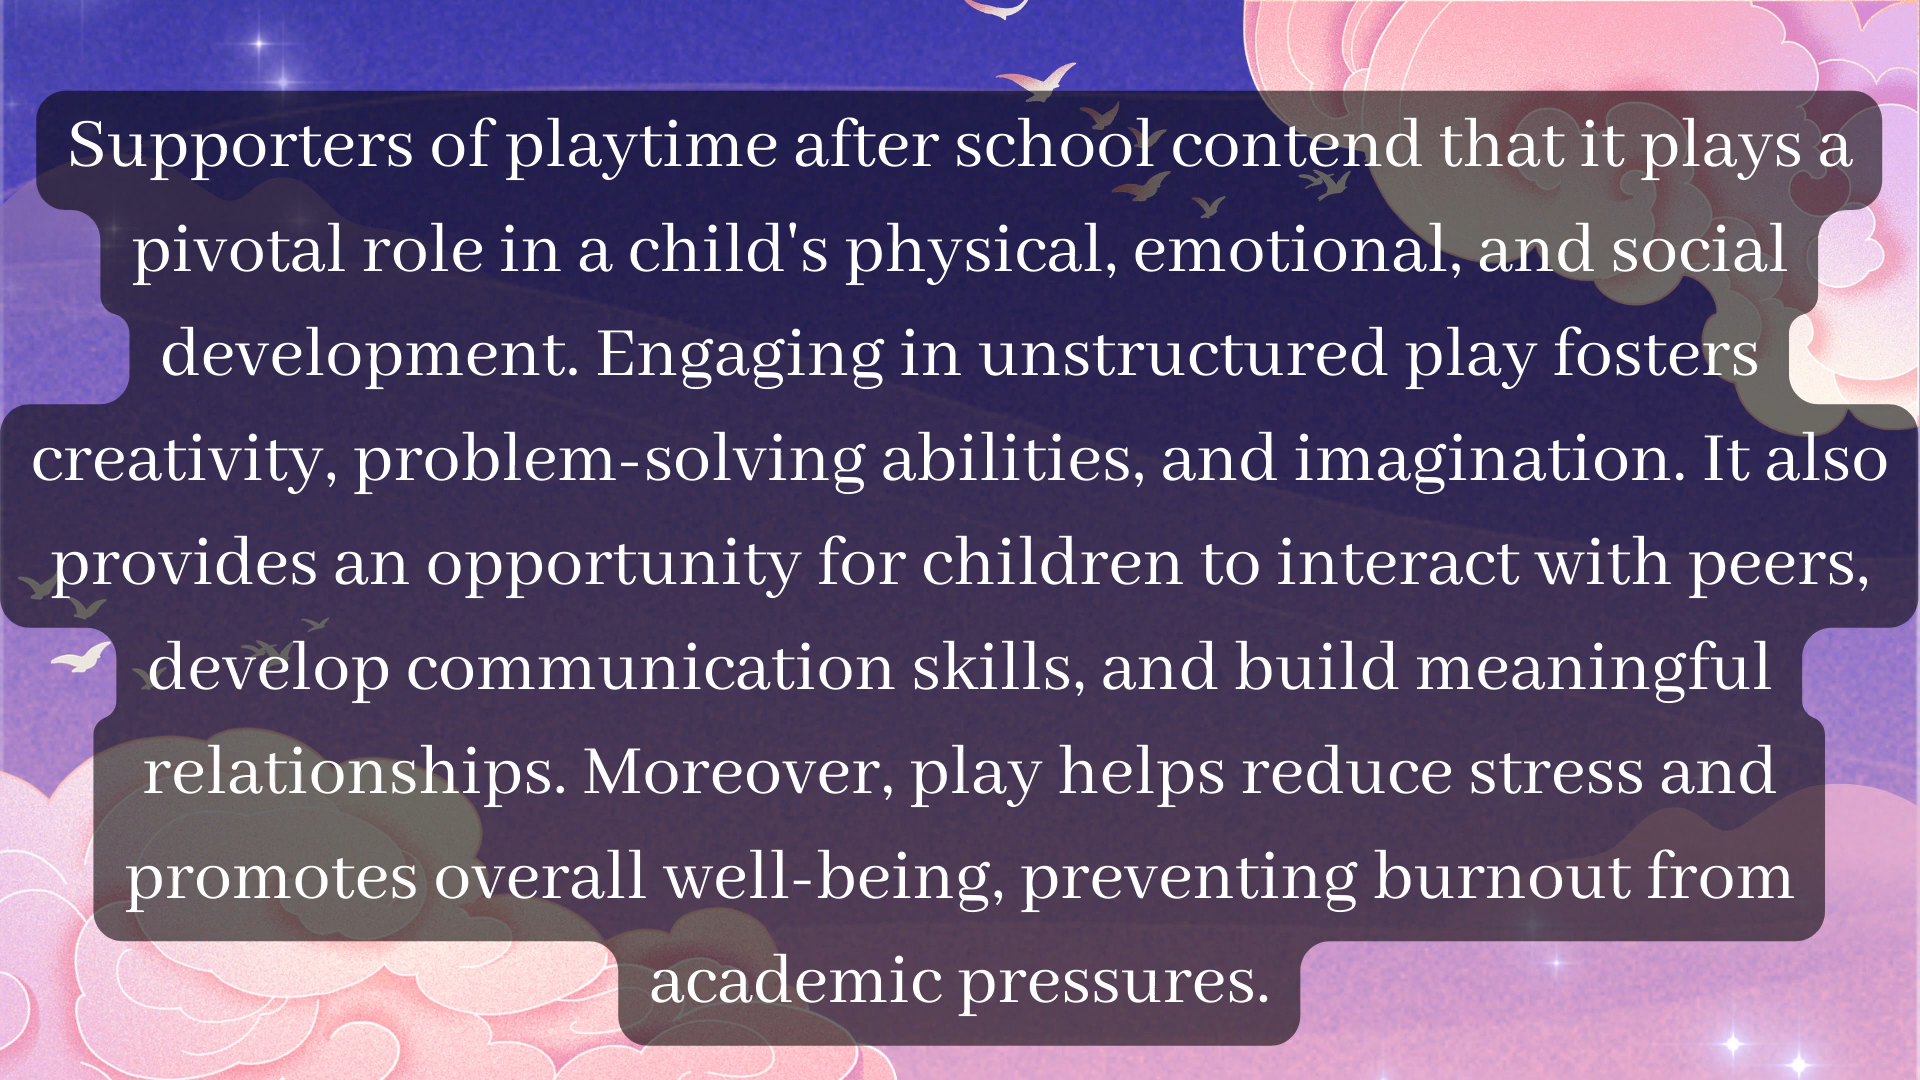 Supporters of playtime after school contend that it plays a
pivotal role in a child's physical, emotional, and social
development. Engaging in unstructured play fosters
creativity, problem-solving abilities, and imagination. It also
provides an opportunity for children to interact with peers,
develop communication skills, and build meaningful
relationships. Moreover, play helps reduce stress and
promotes overall well-being, preventing burnout from
academic pressures.